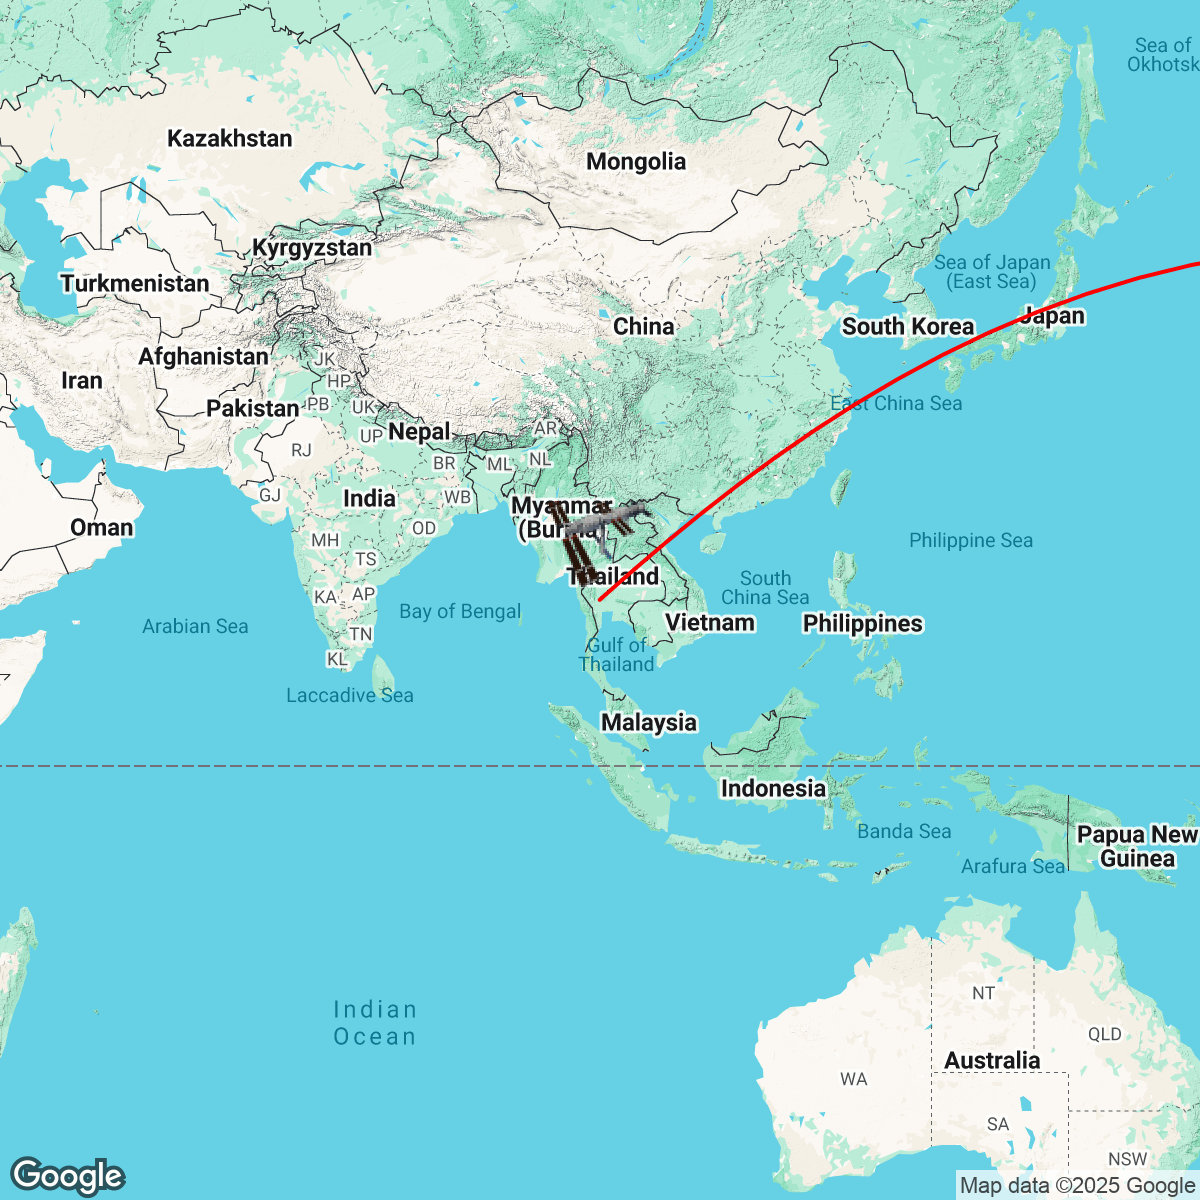 Sea of
Okhotsk
Kazakhstan
Mongolia
Kyrgyzstan
Sea of Japan
(East Sea)
Turkmenistan
China
South Korea
Japan
Afghanistan
JK
Iran
HP
Pakistan
PB
UK
East China Sea
Nepal
UP
AR
RJ
BR
ML
NL
GJ
India
WB
Myanmar
(Burma)
Oman
OD
MH
Philippine Sea
TS
Thailand
South
China Sea
KA
AP
Bay of Bengal
Arabian Sea
TN
Vietnam
Philippines
Gulf of
Thailand
KL
Laccadive Sea
Malaysia
Indonesia
Banda Sea
Papua New
Guinea
Arafura Sea
Indian
Ocean
NT
QLD
Australia
WA
SA
NSW
Google
Map data ©2025 Google